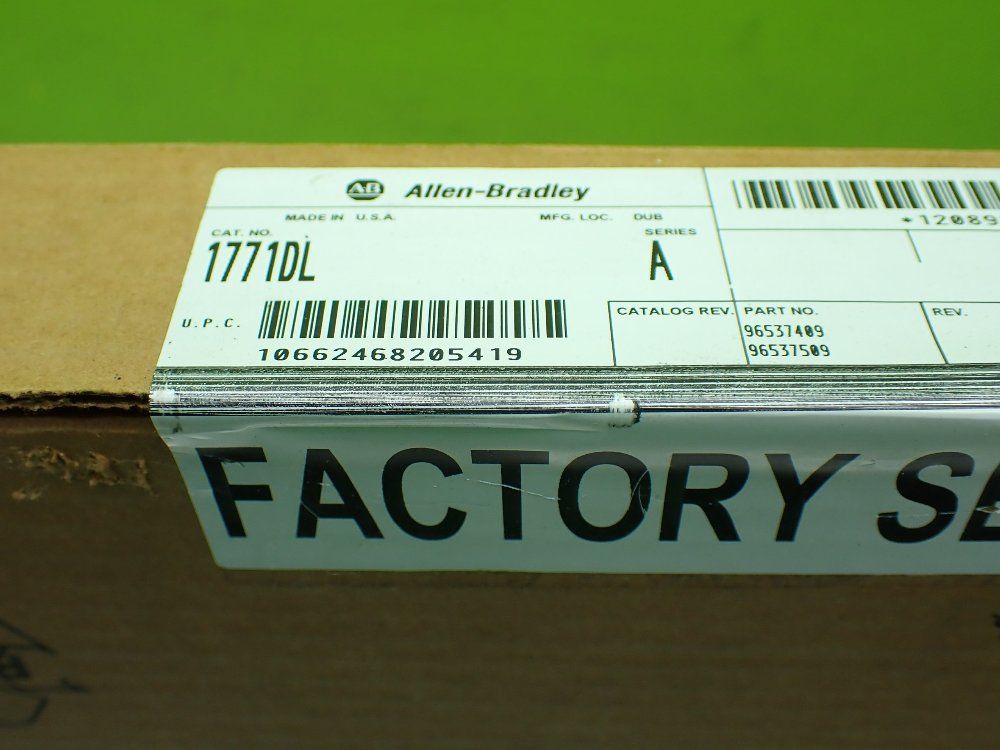 AB Allen-Bradley
MADE IN U.S.A. MFG. LOC. DUB
CAT. NO. SERIES
1771DL A
*12089
U.P.C.
10662468205419
CATALOG REV. PART NO. REV.
96537409
96537509
FACTORY SE